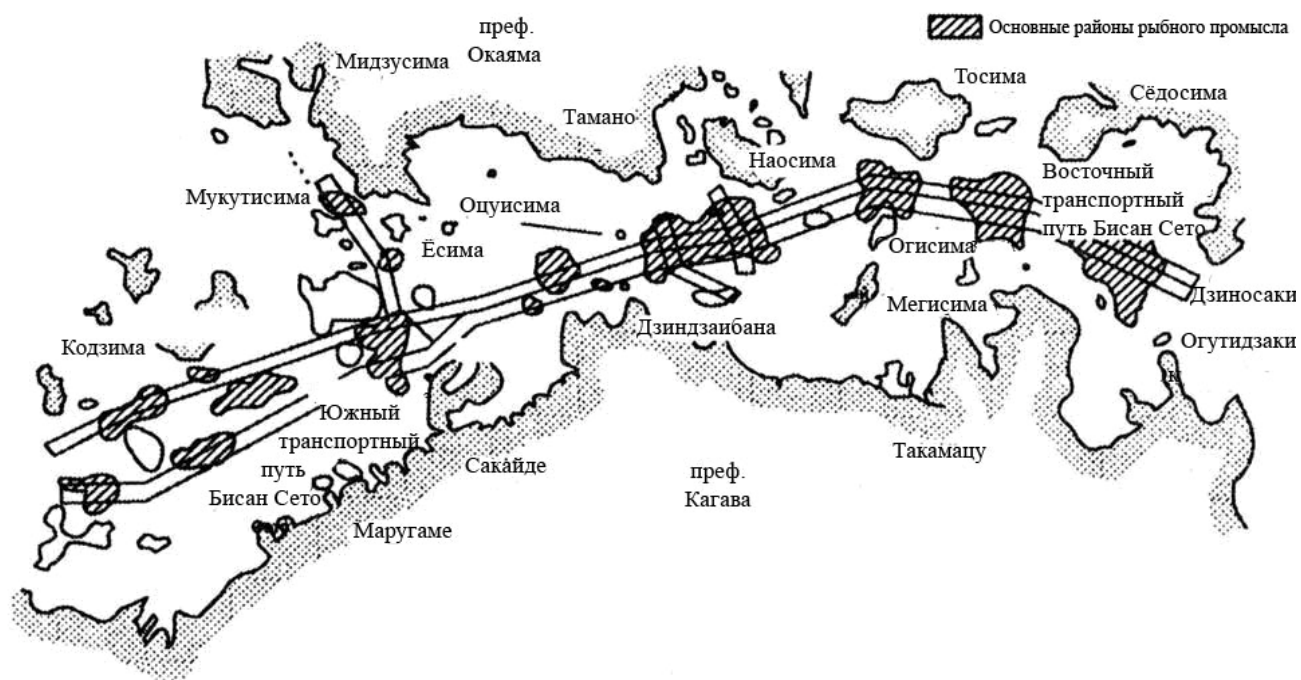 преф.
Окаяма
Основные районы рыбного промысла
Мидзусима
Тосима
Сёдосима
Тамано
Наосима
Мукутисима
Оцуисима
Восточный
транспортный
путь Бисан Сето
Ёсима
Огисима
Дзиносаки
Мегисима
Кодзима
Дзиндзаибана
Огутидзаки
Южный
транспортный
путь
Бисан Сето
Сакайде
преф.
Кагава
Такамацу
Маругаме